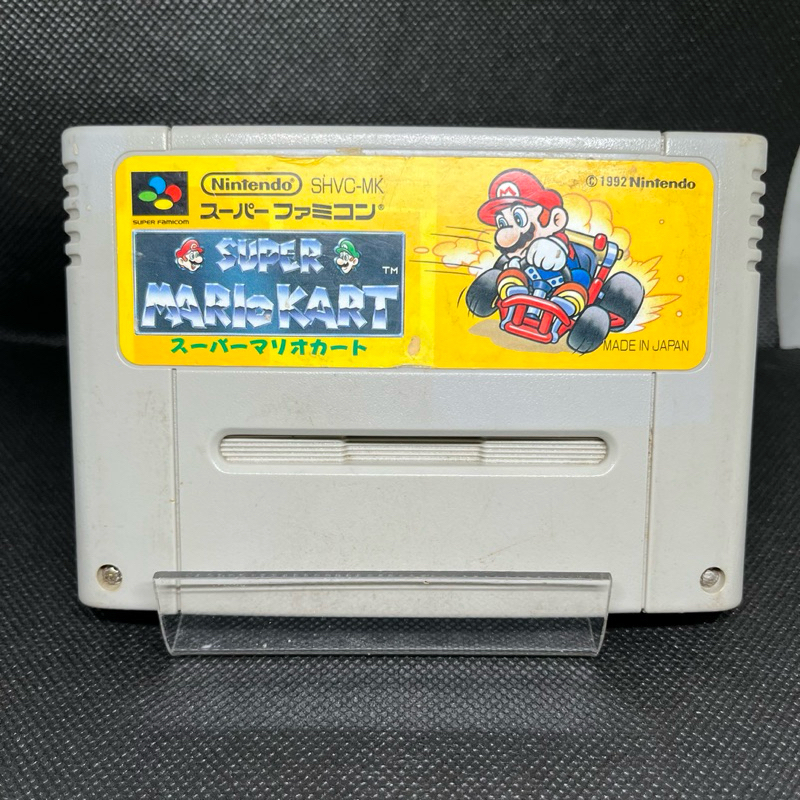 SUPER FAMICOM
Nintendo SHVC-MK
スーパーファミコン®
SUPER
MARIO KART TM
スーパーマリオカート
M
© 1992 Nintendo
MADE IN JAPAN